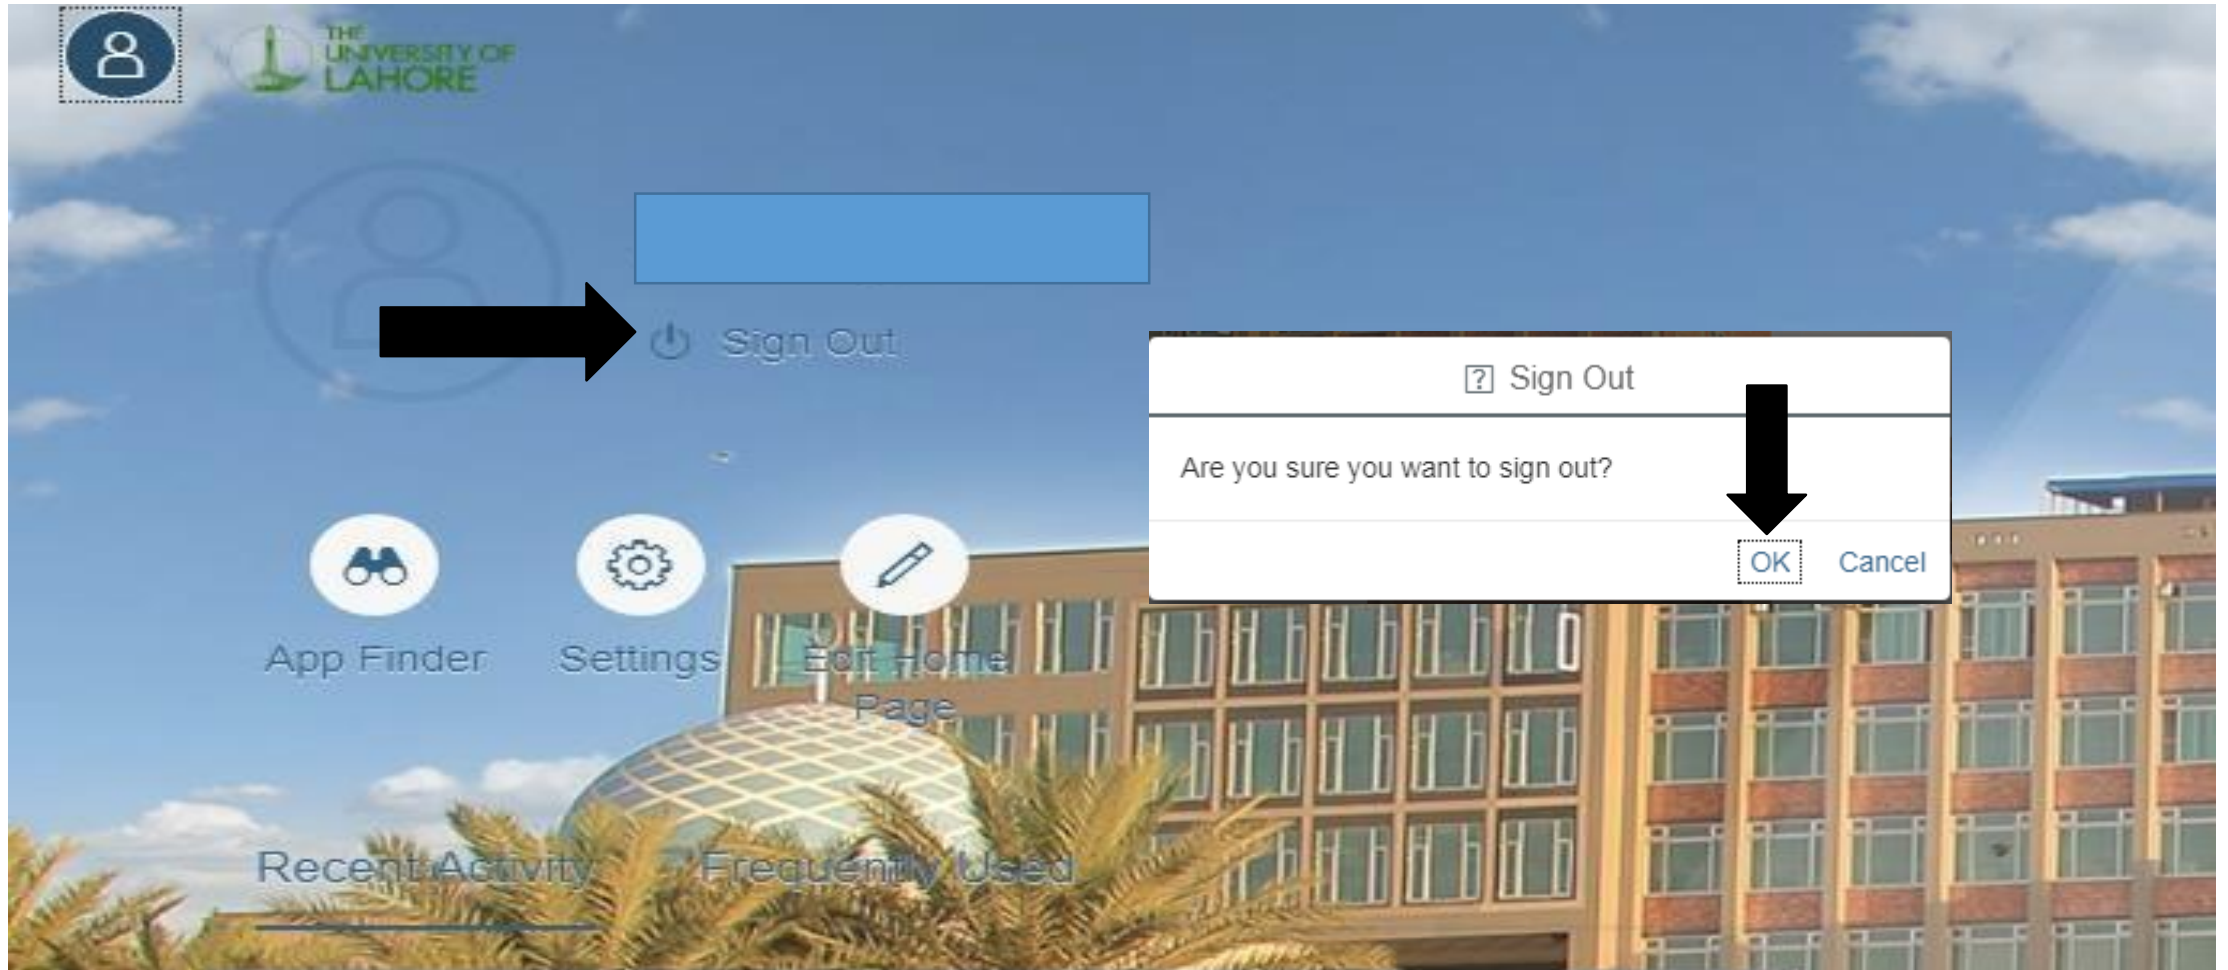 THE
UNIVERSITY OF
LAHORE
Sign Out
? Sign Out
Are you sure you want to sign out?
OK Cancel
App Finder Settings Edit Home
Page
Recent Activity Frequently Used